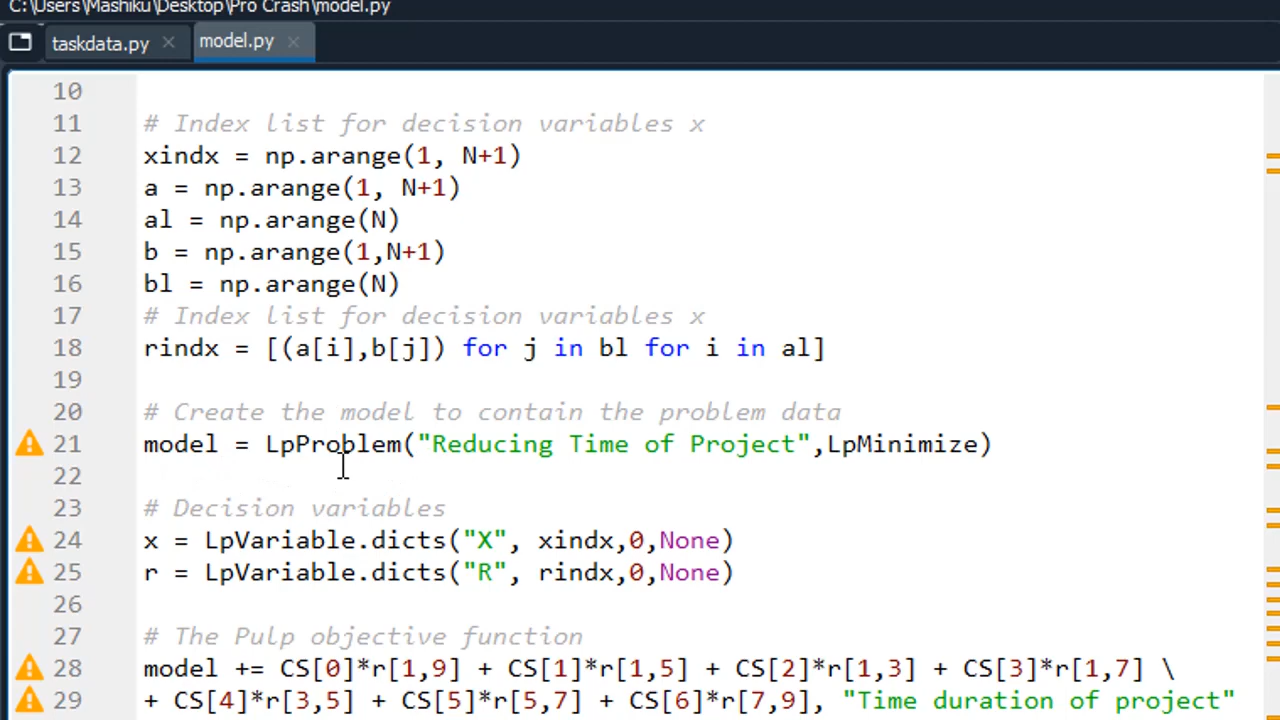 C:\Users\Mashiku\Desktop\Pro Crash\model.py
taskdata.py × model.py ×
10
11 # Index list for decision variables x
12 xindx = np.arange(1, N+1)
13 a = np.arange(1, N+1)
14 al = np.arange(N)
15 b = np.arange(1,N+1)
16 bl = np.arange(N)
17 # Index list for decision variables x
18 rindx = [(a[i],b[j]) for j in bl for i in al]
19
20 # Create the model to contain the problem data
21 model = LpProblem("Reducing Time of Project",LpMinimize)
22
23 # Decision variables
24 x = LpVariable.dicts("X", xindx,0,None)
25 r = LpVariable.dicts("R", rindx,0,None)
26
27 # The Pulp objective function
28 model += CS[0]*r[1,9] + CS[1]*r[1,5] + CS[2]*r[1,3] + CS[3]*r[1,7] \
29 + CS[4]*r[3,5] + CS[5]*r[5,7] + CS[6]*r[7,9], "Time duration of project"